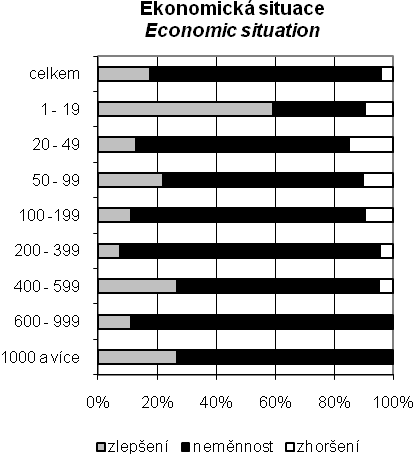 Ekonomická situace
Economic situation
celkem
1 - 19
20 - 49
50 - 99
100 -199
200 - 399
400 - 599
600 - 999
1000 a více
0% 20% 40% 60% 80% 100%
zlepšení neměnnost zhoršení